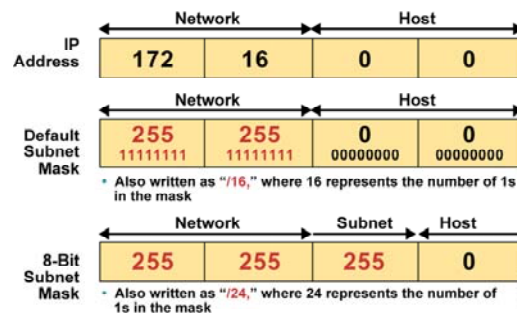 Network Host
IP
Address
172 16 0 0
Network Host
Default
Subnet
Mask
255 255 0 0
11111111 11111111 00000000 00000000
• Also written as “/16,” where 16 represents the number of 1s
in the mask
Network Subnet Host
8-Bit
Subnet
Mask
255 255 255 0
• Also written as “/24,” where 24 represents the number of
1s in the mask